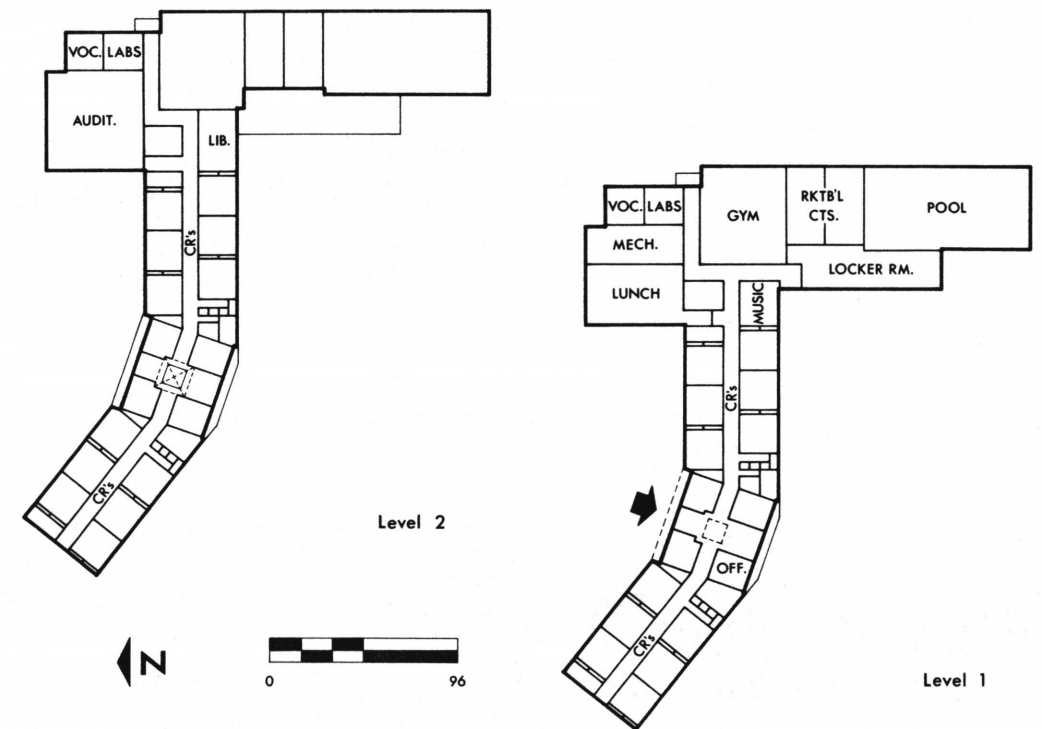 VOC. LABS
AUDIT.
LIB.
CR's
CR's
Level 2
N
0 96
VOC. LABS
MECH.
LUNCH
GYM
RKTB'L
CTS.
POOL
LOCKER RM.
MUSIC
CR's
OFF.
CR's
Level 1